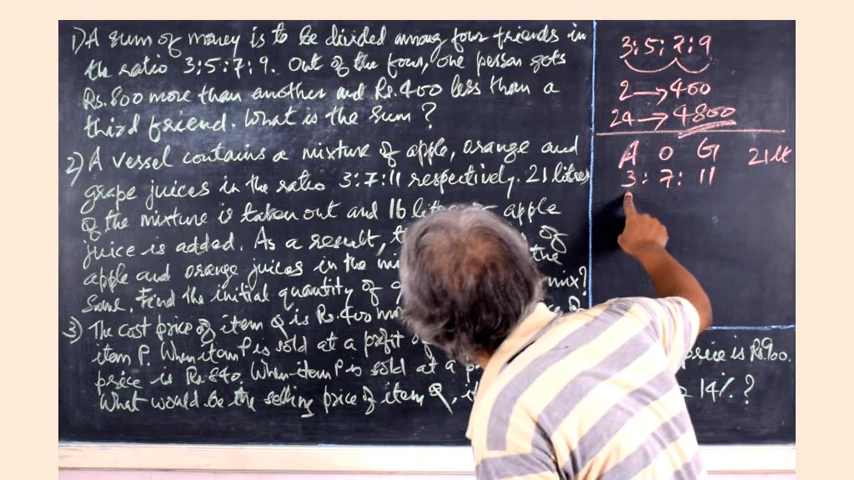 1) A sum of money is to be divided among four friends in
the ratio 3:5:7:9. Out of the four, one person gets
Rs.800 more than another and Rs.400 less than a
third friend. What is the sum?
2) A vessel contains a mixture of apple, orange and
grape juices in the ratio 3:7:11 respectively. 21 litres
of the mixture is taken out and 16 apple
juice is added. As a result, of
apple and orange juices in the the
same. Find the initial quantity of mix?
3) The cost price of item Q is Rs.400
item P. When item P is sold at a profit price is Rs.900.
price is Rs.840. When item P is sold at a 14%.?
What would be the selling price of item Q,
3:5:7:9
2 → 400
24 → 4800
A O G 21 lt
3: 7: 11